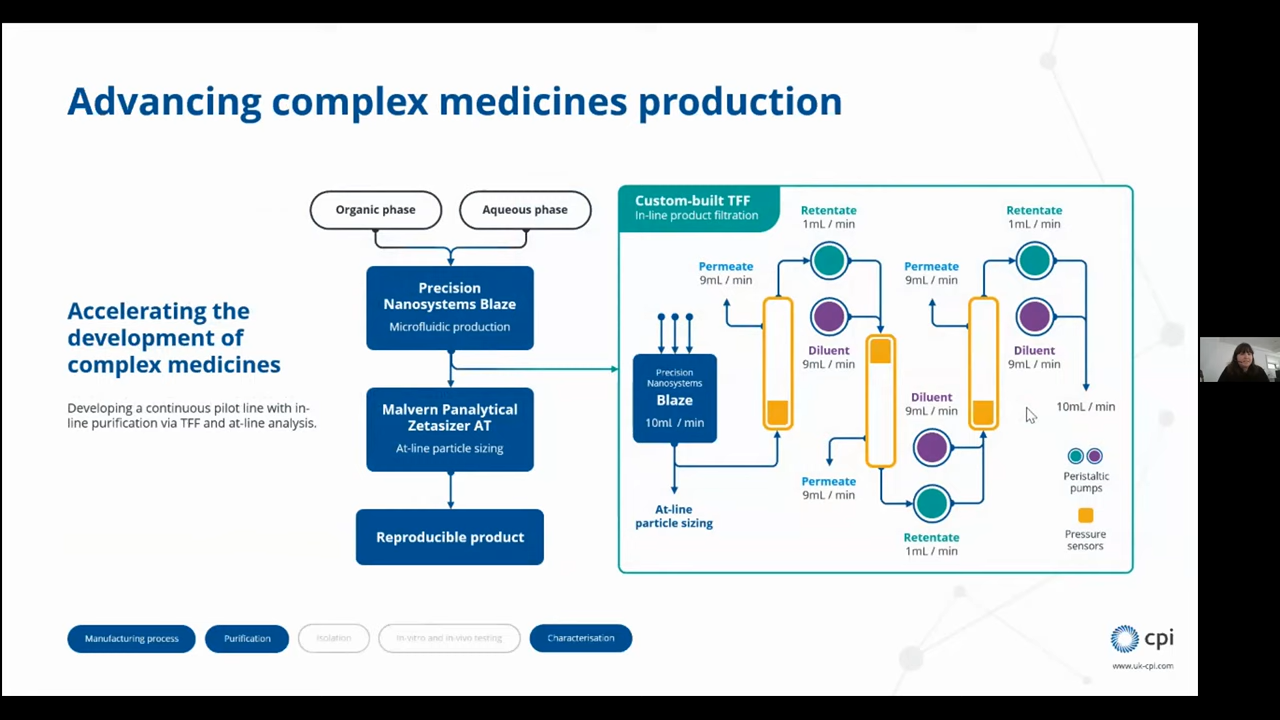 Advancing complex medicines production
Accelerating the
development of
complex medicines
Developing a continuous pilot line with in-
line purification via TFF and at-line analysis.
Organic phase
Aqueous phase
Precision
Nanosystems Blaze
Microfluidic production
Malvern Panalytical
Zetasizer AT
At-line particle sizing
Reproducible product
Custom-built TFF
In-line product filtration
Precision
Nanosystems
Blaze
10mL / min
At-line
particle sizing
Permeate
9mL / min
Retentate
1mL / min
Diluent
9mL / min
Permeate
9mL / min
Retentate
1mL / min
Diluent
9mL / min
Permeate
9mL / min
Retentate
1mL / min
Diluent
9mL / min
10mL / min
Peristaltic
pumps
Pressure
sensors
Manufacturing process
Purification
Isolation
In-vitro and in-vivo testing
Characterisation
cpi
www.uk-cpi.com